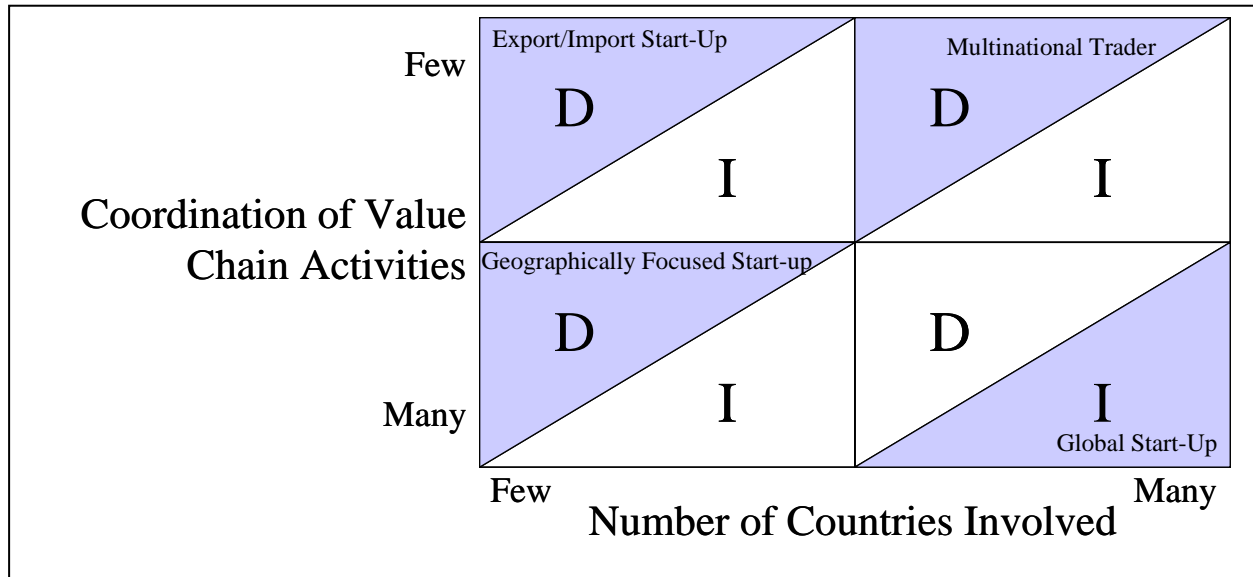 Export/Import Start-Up
Multinational Trader
Few
D
D
I
I
Coordination of Value
Chain Activities
Geographically Focused Start-up
D
D
Many
I
I
Global Start-Up
Few
Many
Number of Countries Involved